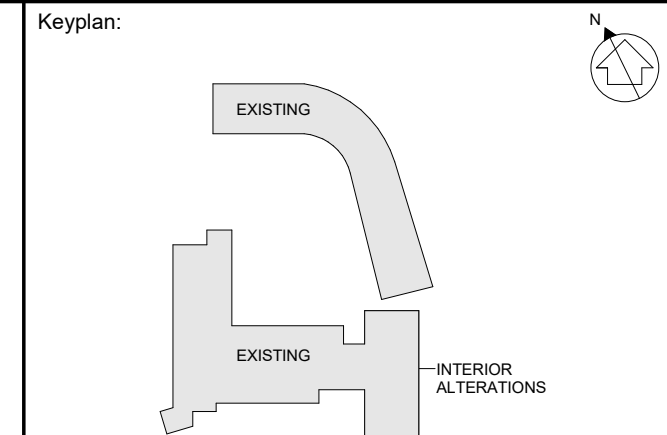 Keyplan:
N
EXISTING
EXISTING
INTERIOR
ALTERATIONS